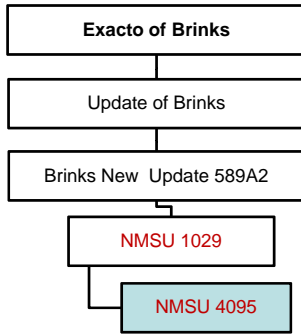 Exacto of Brinks
Update of Brinks
Brinks New Update 589A2
NMSU 1029
NMSU 4095